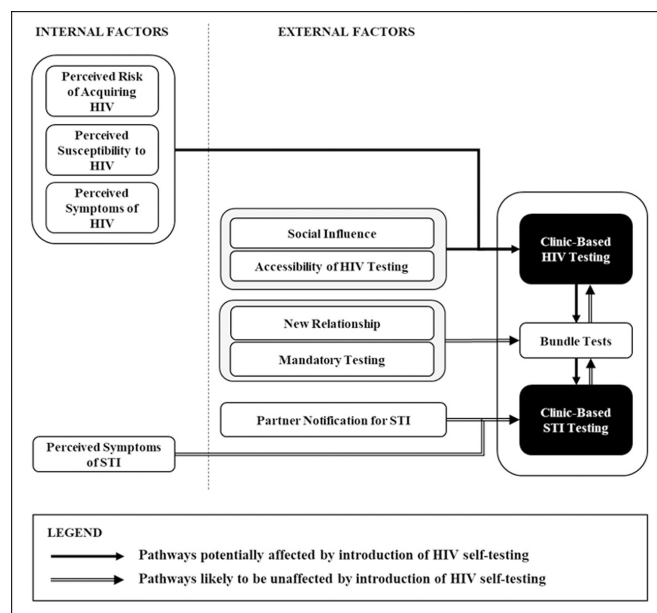 INTERNAL FACTORS
EXTERNAL FACTORS
Perceived Risk
of Acquiring
HIV
Perceived
Susceptibility to
HIV
Perceived
Symptoms of
HIV
Social Influence
Accessibility of HIV Testing
Clinic-Based
HIV Testing
New Relationship
Mandatory Testing
Bundle Tests
Partner Notification for STI
Clinic-Based
STI Testing
Perceived Symptoms
of STI
LEGEND
Pathways potentially affected by introduction of HIV self-testing
Pathways likely to be unaffected by introduction of HIV self-testing